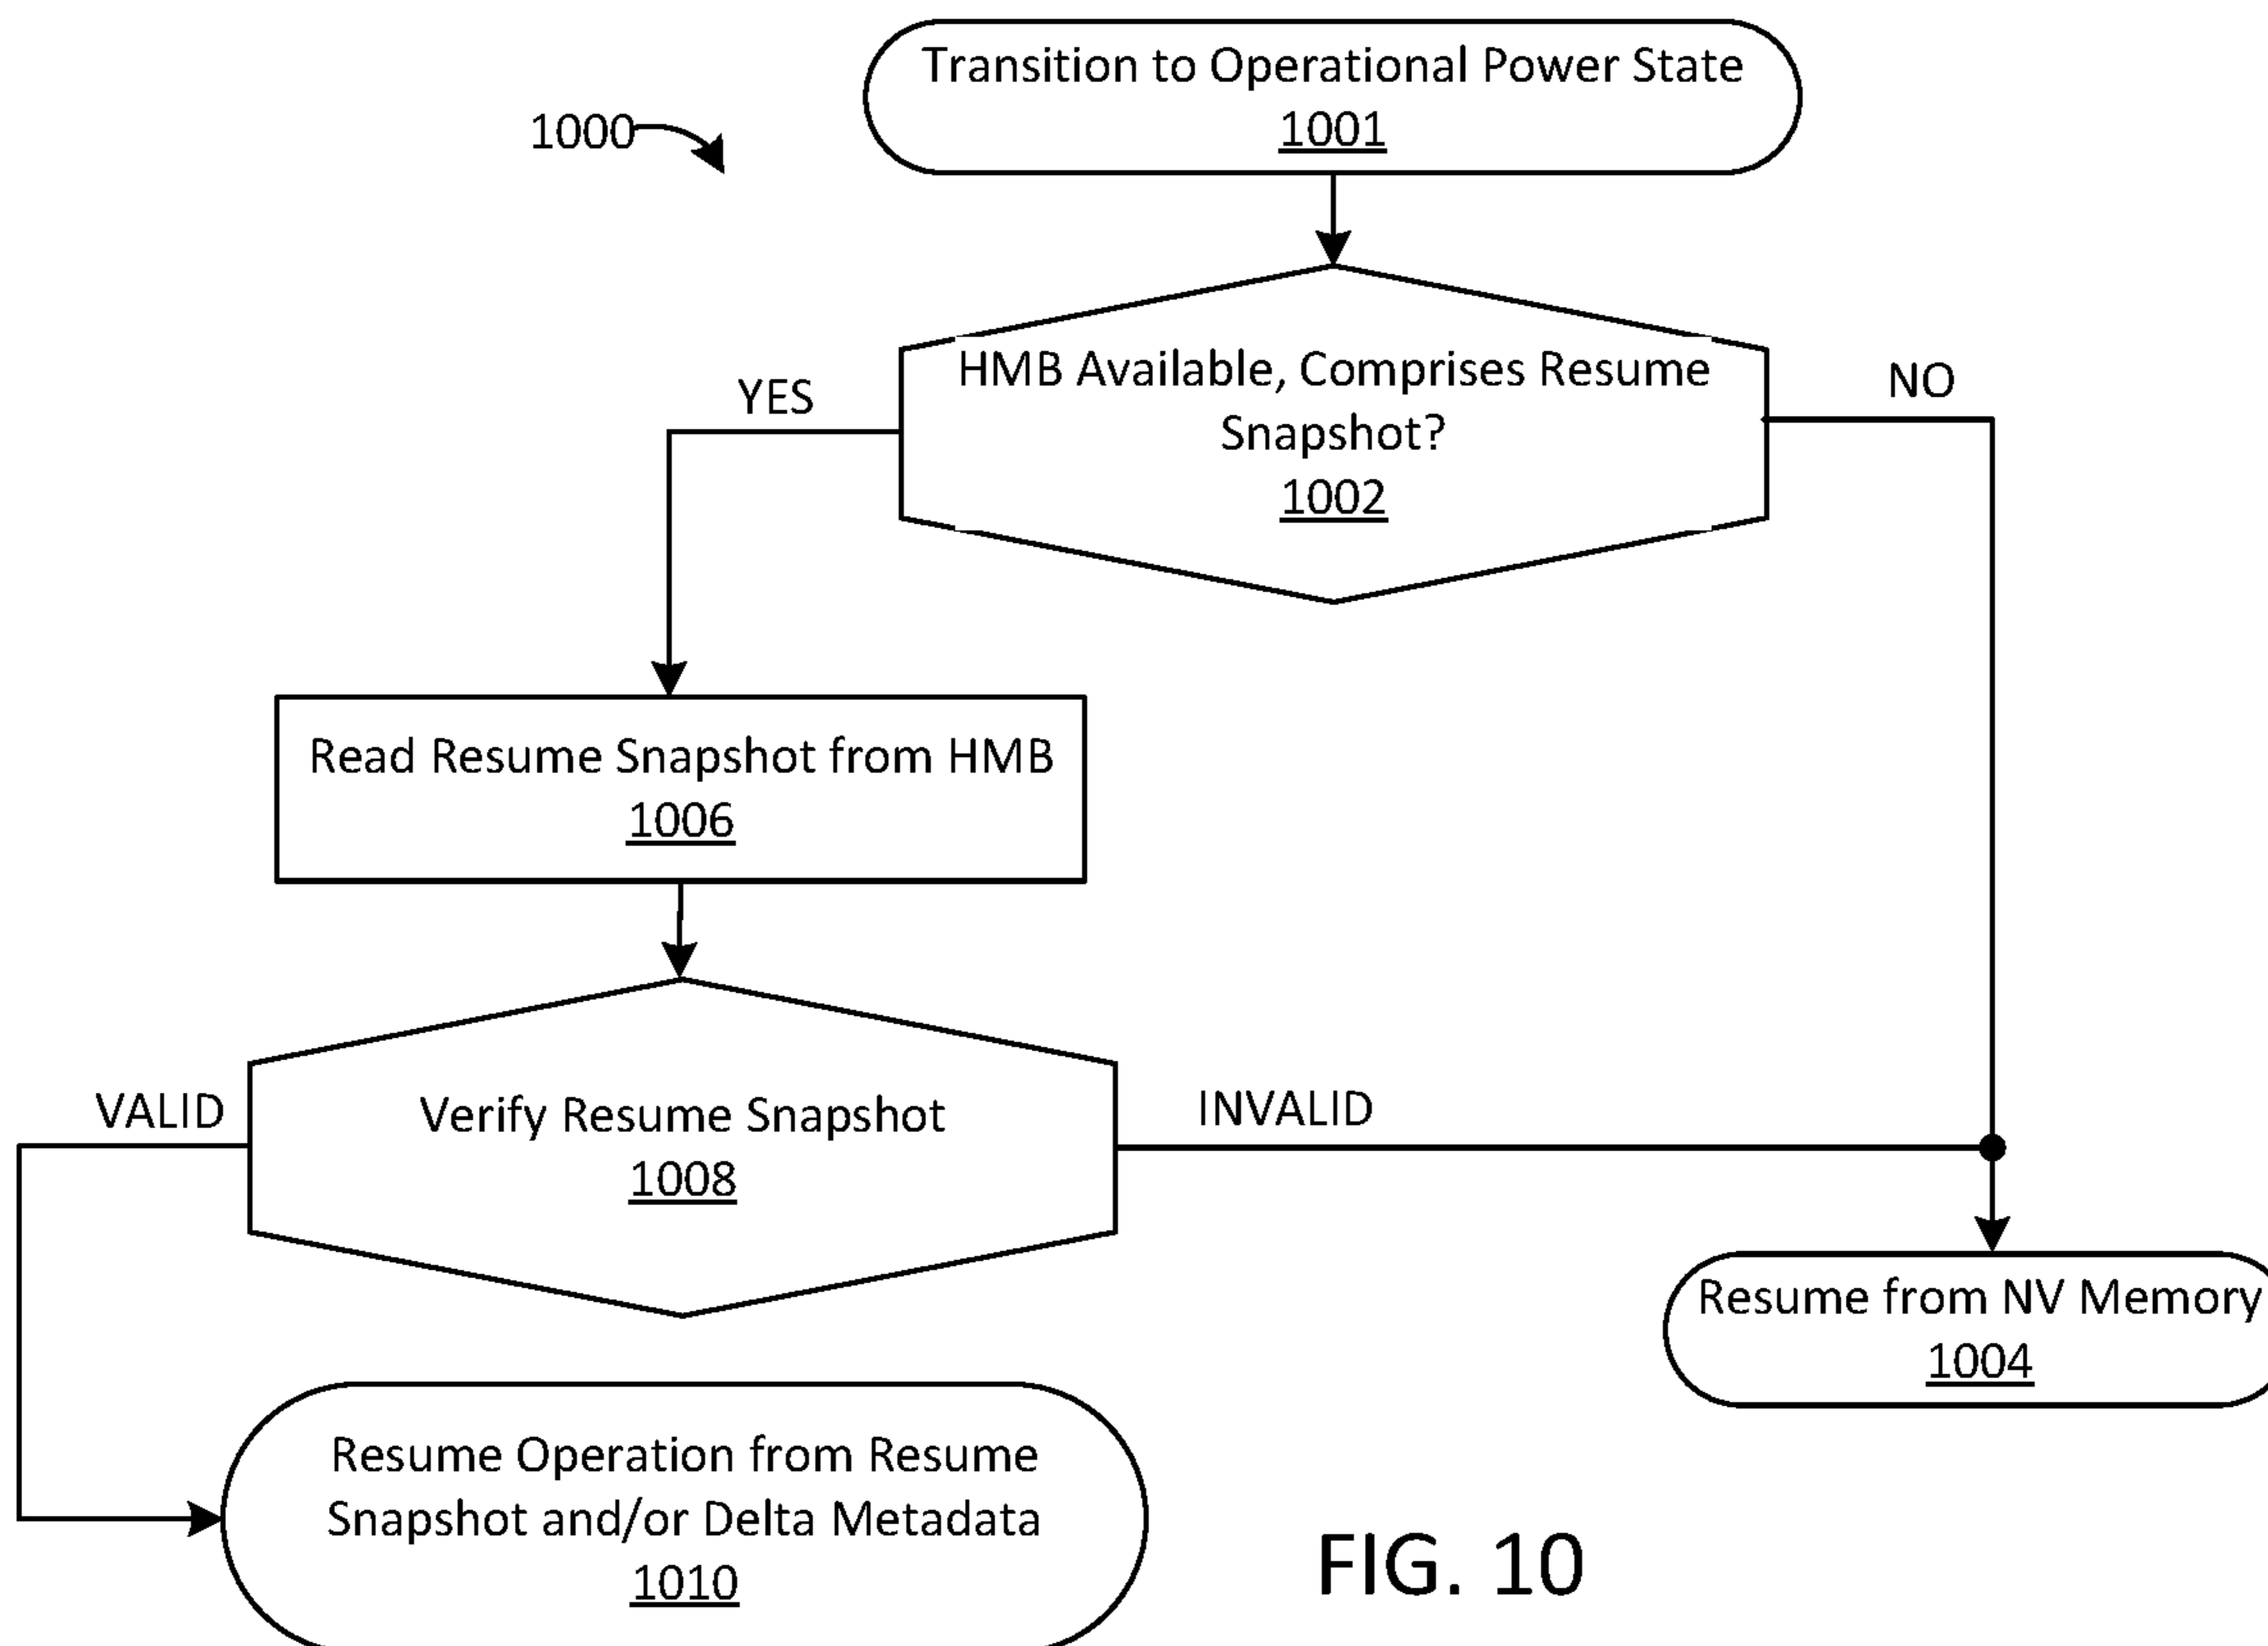 Transition to Operational Power State
1001
1000
HMB Available, Comprises Resume
Snapshot?
1002
YES
NO
Read Resume Snapshot from HMB
1006
VALID
Verify Resume Snapshot
1008
INVALID
Resume from NV Memory
1004
Resume Operation from Resume
Snapshot and/or Delta Metadata
1010
FIG. 10